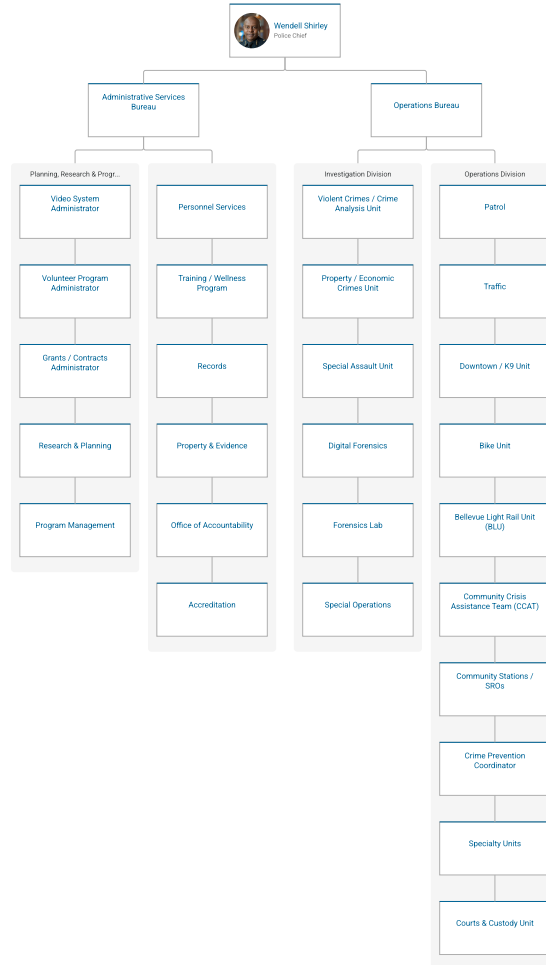 Wendell Shirley
Police Chief
Administrative Services
Bureau
Operations Bureau
Planning, Research & Progr...
Video System
Administrator
Volunteer Program
Administrator
Grants / Contracts
Administrator
Research & Planning
Program Management
Personnel Services
Training / Wellness
Program
Records
Property & Evidence
Office of Accountability
Accreditation
Investigation Division
Violent Crimes / Crime
Analysis Unit
Property / Economic
Crimes Unit
Special Assault Unit
Digital Forensics
Forensics Lab
Special Operations
Operations Division
Patrol
Traffic
Downtown / K9 Unit
Bike Unit
Bellevue Light Rail Unit
(BLU)
Community Crisis
Assistance Team (CCAT)
Community Stations /
SROs
Crime Prevention
Coordinator
Specialty Units
Courts & Custody Unit